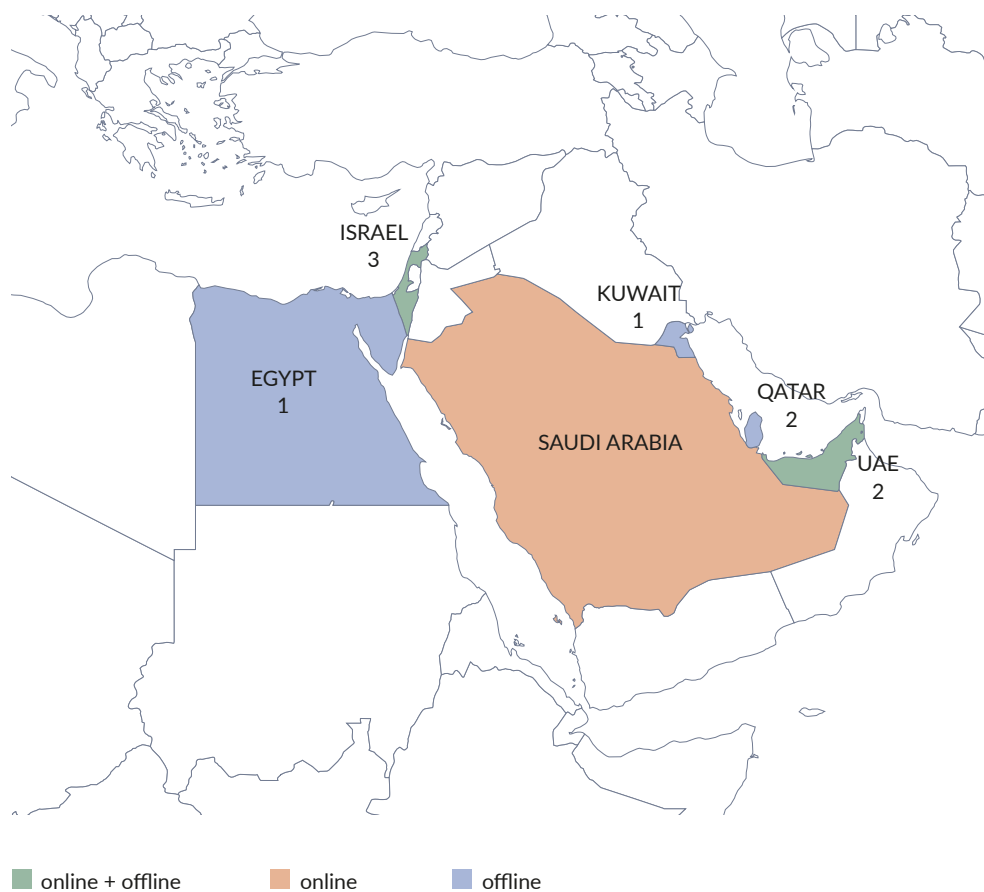 ISRAEL
3
KUWAIT
1
EGYPT
1
QATAR
2
SAUDI ARABIA
UAE
2
online + offline
online
offline